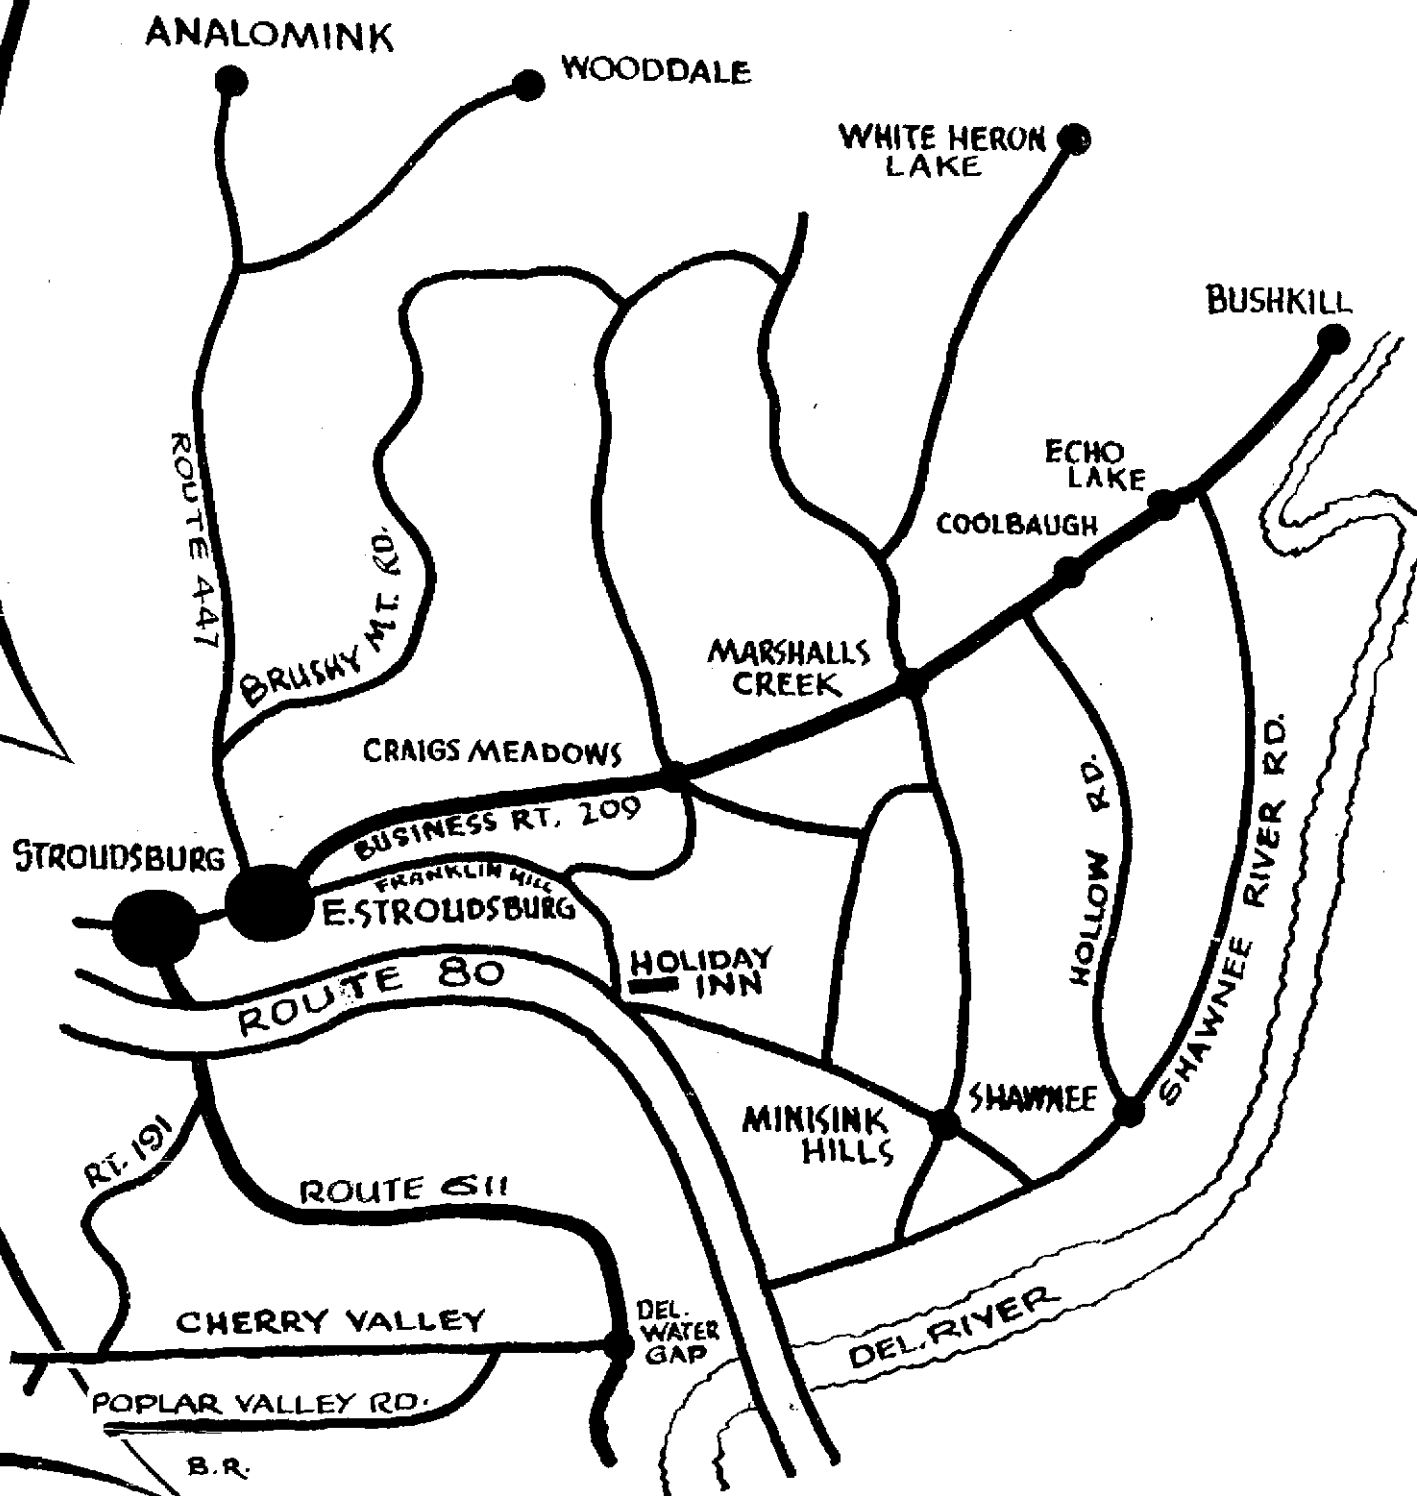 ANALOMINK
WOODDALE
WHITE HERON
LAKE
BUSHKILL
ECHO
LAKE
COOLBAUGH
ROUTE 447
BRUSHY MT. RD.
MARSHALLS
CREEK
CRAIGS MEADOWS
BUSINESS RT. 209
STROUDSBURG
FRANKLIN HILL
E. STROUDSBURG
HOLLOW RD.
SHAWNEE RIVER RD.
ROUTE 80
HOLIDAY
INN
SHAWNEE
MINISINK
HILLS
RT. 191
ROUTE 611
CHERRY VALLEY
DEL.
WATER
GAP
DEL. RIVER
POPLAR VALLEY RD.
B.R.